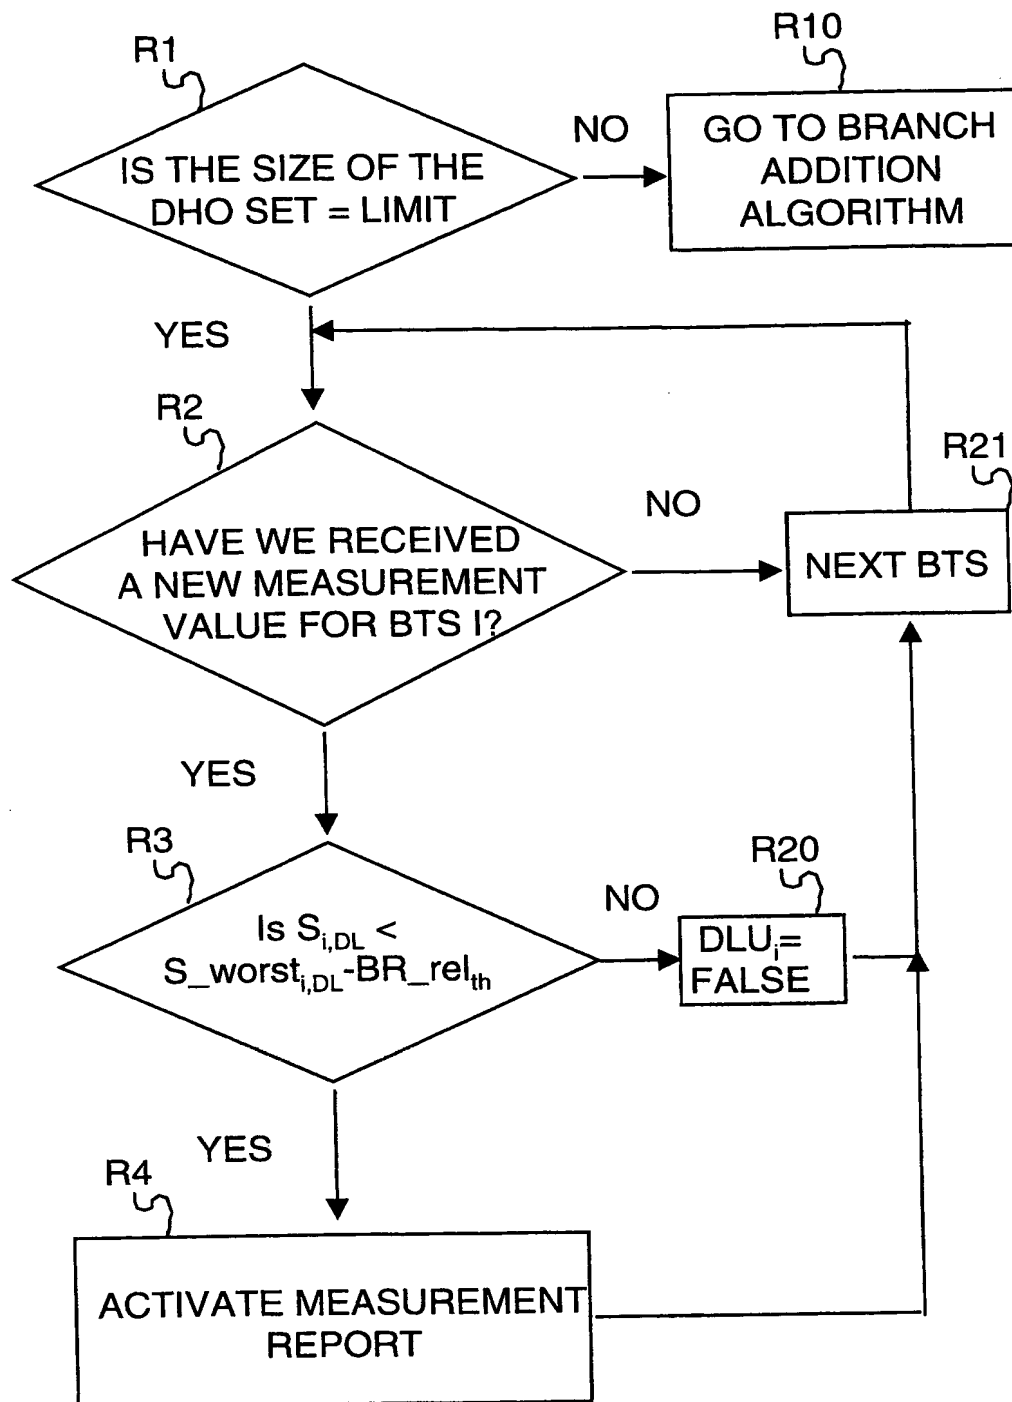 R1
R10
IS THE SIZE OF THE
DHO SET = LIMIT
NO
GO TO BRANCH
ADDITION
ALGORITHM
YES
R2
R21
HAVE WE RECEIVED
A NEW MEASUREMENT
VALUE FOR BTS I?
NO
NEXT BTS
YES
R3
R20
Is S_{i,DL} <
S_worst_{i,DL}-BR_rel_{th}
NO
DLU_i=
FALSE
YES
R4
ACTIVATE MEASUREMENT
REPORT